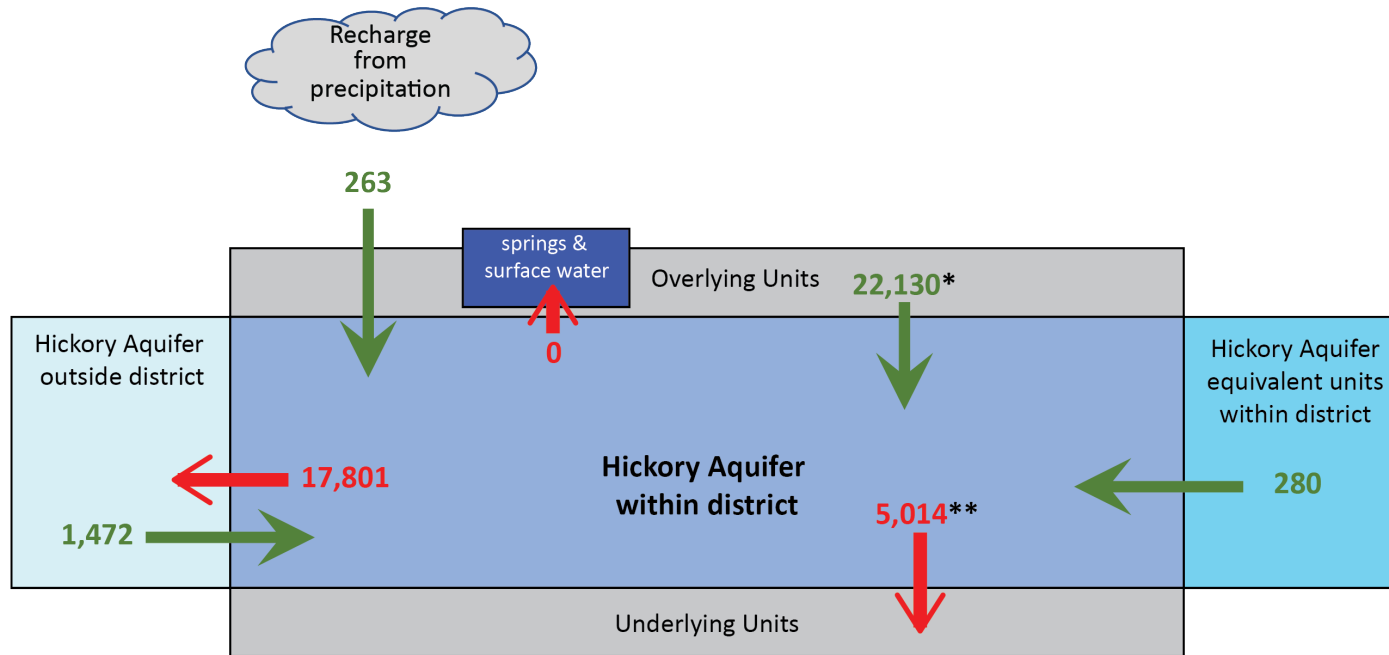 Recharge
from
precipitation
263
springs &
surface water
Overlying Units
22,130*
0
Hickory Aquifer
outside district
Hickory Aquifer
equivalent units
within district
17,801
1,472
Hickory Aquifer
within district
5,014**
280
Underlying Units